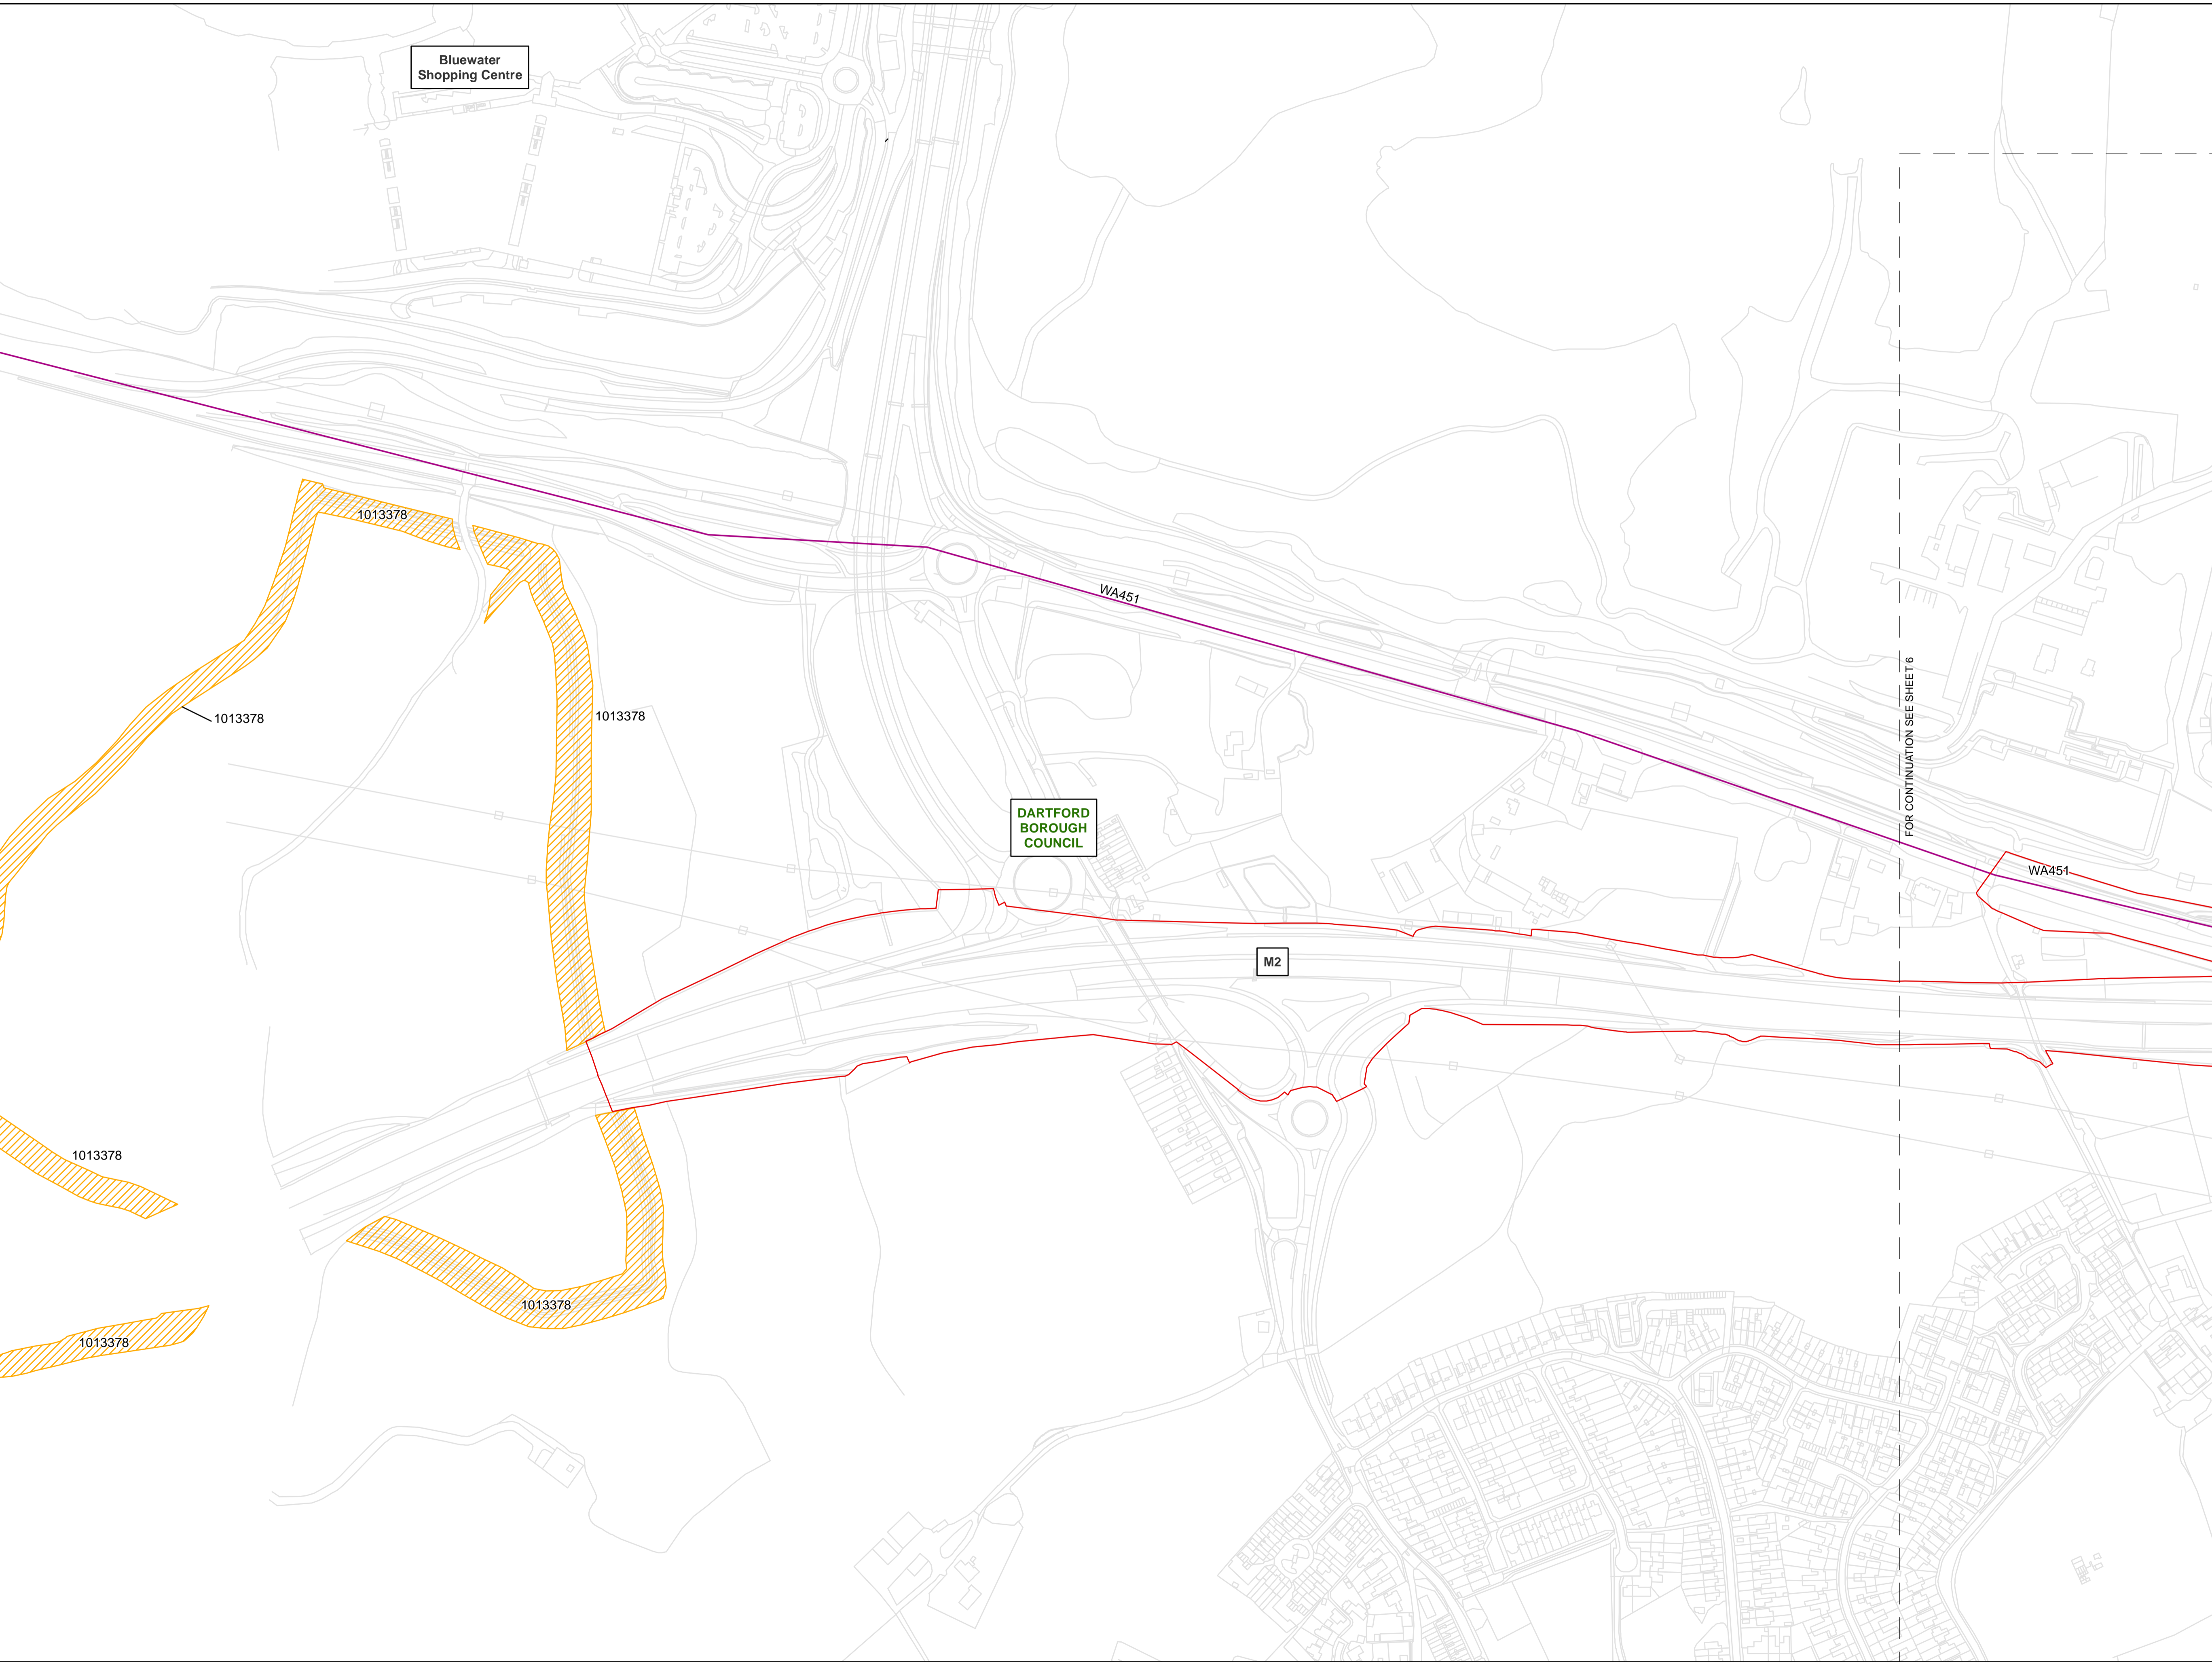 Bluewater
Shopping Centre
1013378
WA451
1013378
1013378
FOR CONTINUATION SEE SHEET 6
DARTFORD
BOROUGH
COUNCIL
WA451
M2
1013378
1013378
1013378